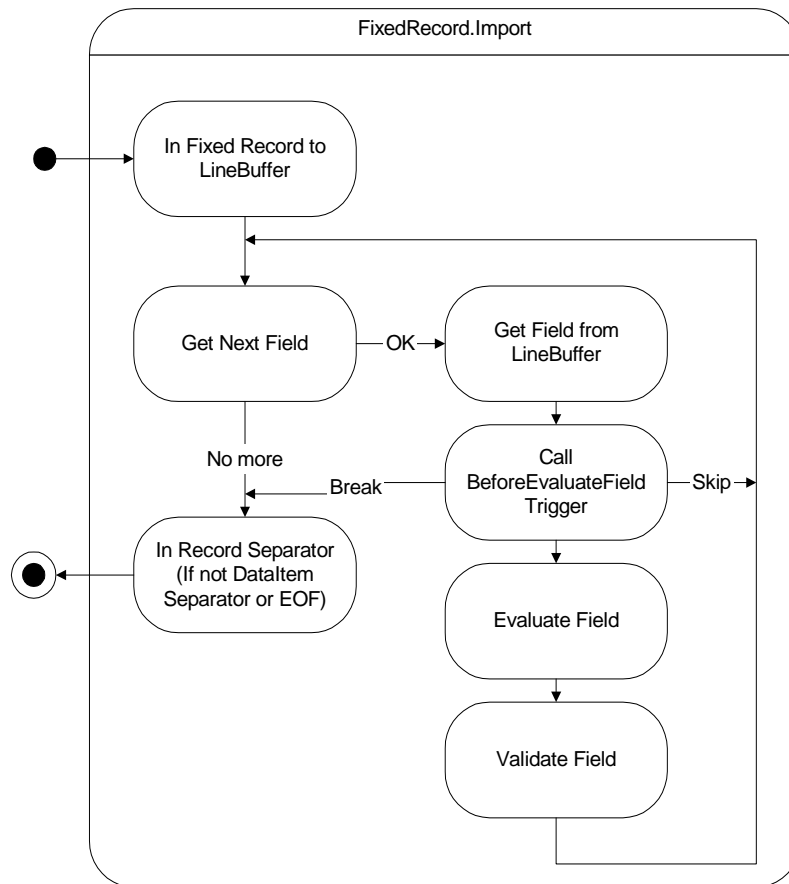 FixedRecord.Import
In Fixed Record to
LineBuffer
Get Next Field
OK
Get Field from
LineBuffer
No more
Break
Call
BeforeEvaluateField
Trigger
Skip
In Record Separator
(If not DataItem
Separator or EOF)
Evaluate Field
Validate Field